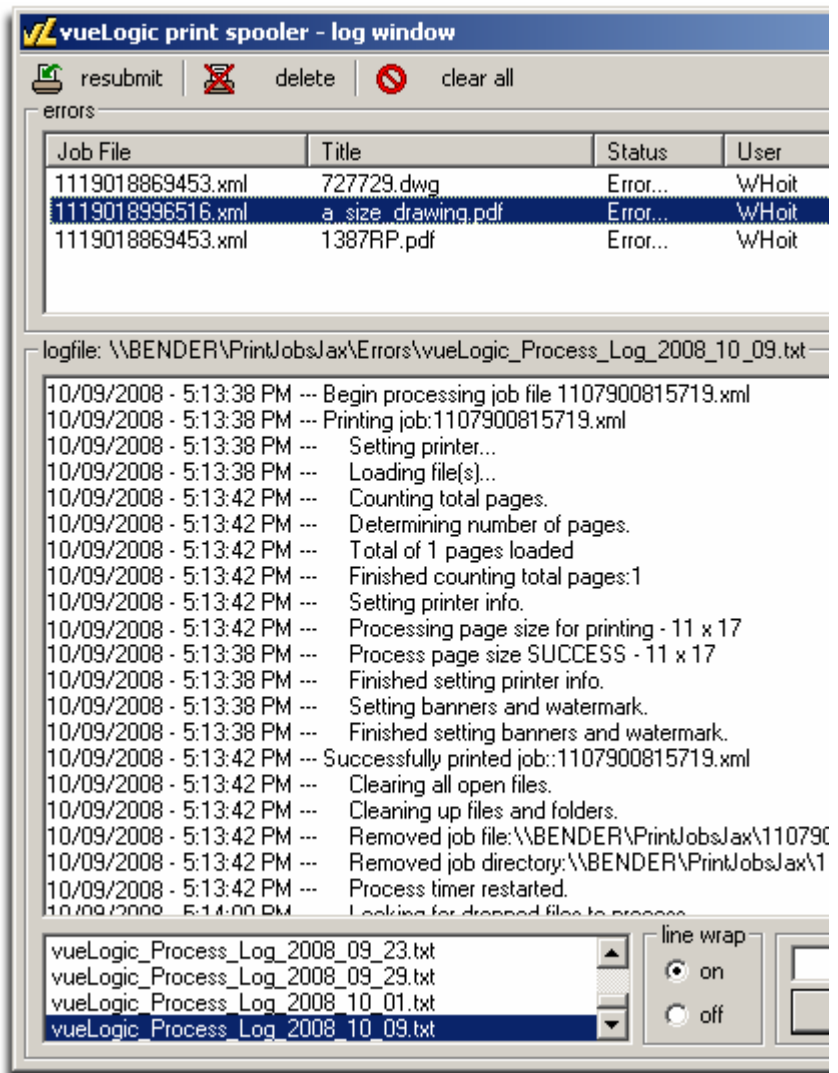 vueLogic print spooler - log window
resubmit delete clear all
errors
Job File Title Status User
1119018869453.xml 727729.dwg Error... WHoit
1119018996516.xml a_size_drawing.pdf Error... WHoit
1119018869453.xml 1387RP.pdf Error... WHoit
logfile: \\BENDER\PrintJobsJax\Errors\vueLogic_Process_Log_2008_10_09.txt
10/09/2008 - 5:13:38 PM --- Begin processing job file 1107900815719.xml
10/09/2008 - 5:13:38 PM --- Printing job:1107900815719.xml
10/09/2008 - 5:13:38 PM --- Setting printer...
10/09/2008 - 5:13:38 PM --- Loading file(s)...
10/09/2008 - 5:13:42 PM --- Counting total pages.
10/09/2008 - 5:13:42 PM --- Determining number of pages.
10/09/2008 - 5:13:42 PM --- Total of 1 pages loaded
10/09/2008 - 5:13:42 PM --- Finished counting total pages:1
10/09/2008 - 5:13:42 PM --- Setting printer info.
10/09/2008 - 5:13:42 PM --- Processing page size for printing - 11 x 17
10/09/2008 - 5:13:38 PM --- Process page size SUCCESS - 11 x 17
10/09/2008 - 5:13:38 PM --- Finished setting printer info.
10/09/2008 - 5:13:38 PM --- Setting banners and watermark.
10/09/2008 - 5:13:38 PM --- Finished setting banners and watermark.
10/09/2008 - 5:13:42 PM --- Successfully printed job::1107900815719.xml
10/09/2008 - 5:13:42 PM --- Clearing all open files.
10/09/2008 - 5:13:42 PM --- Cleaning up files and folders.
10/09/2008 - 5:13:42 PM --- Removed job file:\\BENDER\PrintJobsJax\110790
10/09/2008 - 5:13:42 PM --- Removed job directory:\\BENDER\PrintJobsJax\1
10/09/2008 - 5:13:42 PM --- Process timer restarted.
10/09/2008 - 5:14:00 PM --- Looking for dropped files to process
vueLogic_Process_Log_2008_09_23.txt
vueLogic_Process_Log_2008_09_29.txt
vueLogic_Process_Log_2008_10_01.txt
vueLogic_Process_Log_2008_10_09.txt
line wrap
on
off